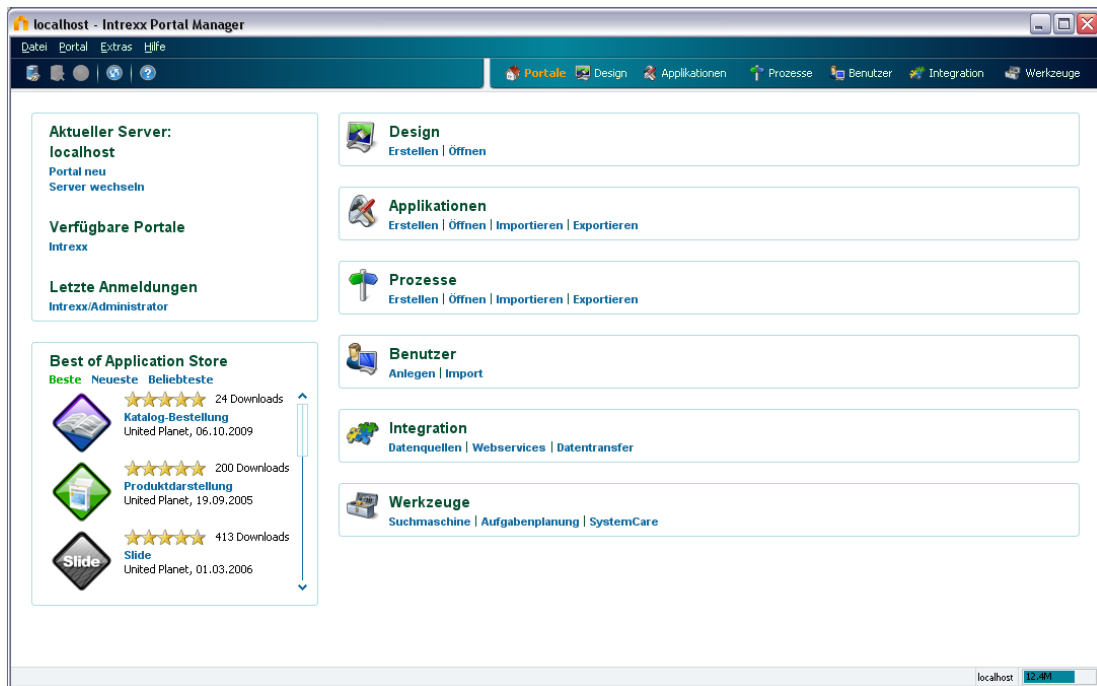 localhost - Intrexx Portal Manager
Datei Portal Extras Hilfe
Portale Design Applikationen Prozesse Benutzer Integration Werkzeuge
Aktueller Server:
localhost
Portal neu
Server wechseln
Verfügbare Portale
Intrexx
Letzte Anmeldungen
Intrexx/Administrator
Best of Application Store
Beste Neueste Beliebteste
24 Downloads
Katalog-Bestellung
United Planet, 06.10.2009
200 Downloads
Produktdarstellung
United Planet, 19.09.2005
413 Downloads
Slide
Slide
United Planet, 01.03.2006
Design
Erstellen | Öffnen
Applikationen
Erstellen | Öffnen | Importieren | Exportieren
Prozesse
Erstellen | Öffnen | Importieren | Exportieren
Benutzer
Anlegen | Import
Integration
Datenquellen | Webservices | Datentransfer
Werkzeuge
Suchmaschine | Aufgabenplanung | SystemCare
localhost 12.4M